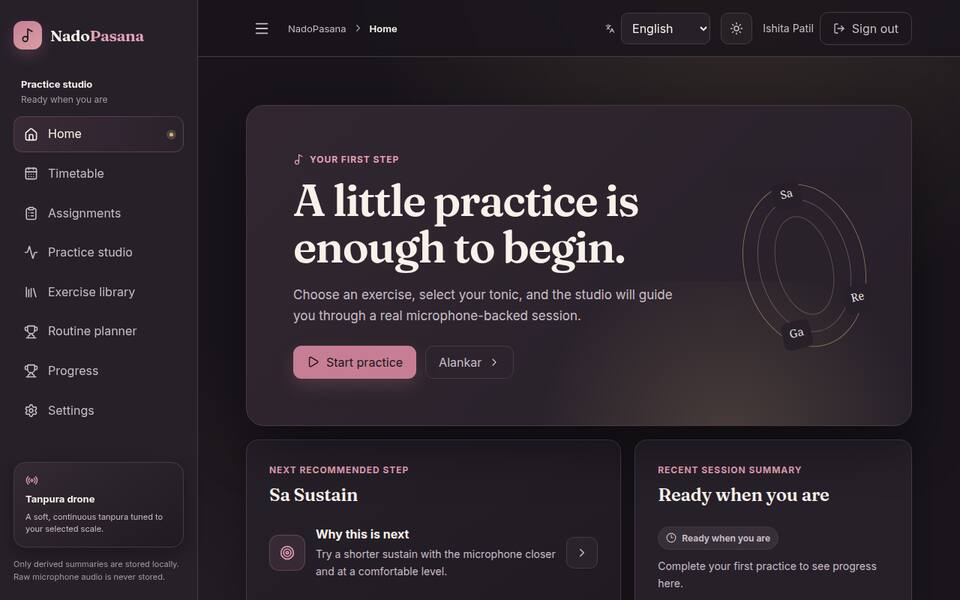 NadoPasana
Practice studio
Ready when you are
Home
Timetable
Assignments
Practice studio
Exercise library
Routine planner
Progress
Settings
Tanpura drone
A soft, continuous tanpura tuned to
your selected scale.
Only derived summaries are stored locally.
Raw microphone audio is never stored.
NadoPasana > Home
English
Ishita Patil
Sign out
YOUR FIRST STEP
A little practice is
enough to begin.
Choose an exercise, select your tonic, and the studio will guide
you through a real microphone-backed session.
Start practice
Alankar
Sa
Re
Ga
NEXT RECOMMENDED STEP
Sa Sustain
Why this is next
Try a shorter sustain with the microphone closer
and at a comfortable level.
RECENT SESSION SUMMARY
Ready when you are
Ready when you are
Complete your first practice to see progress
here.